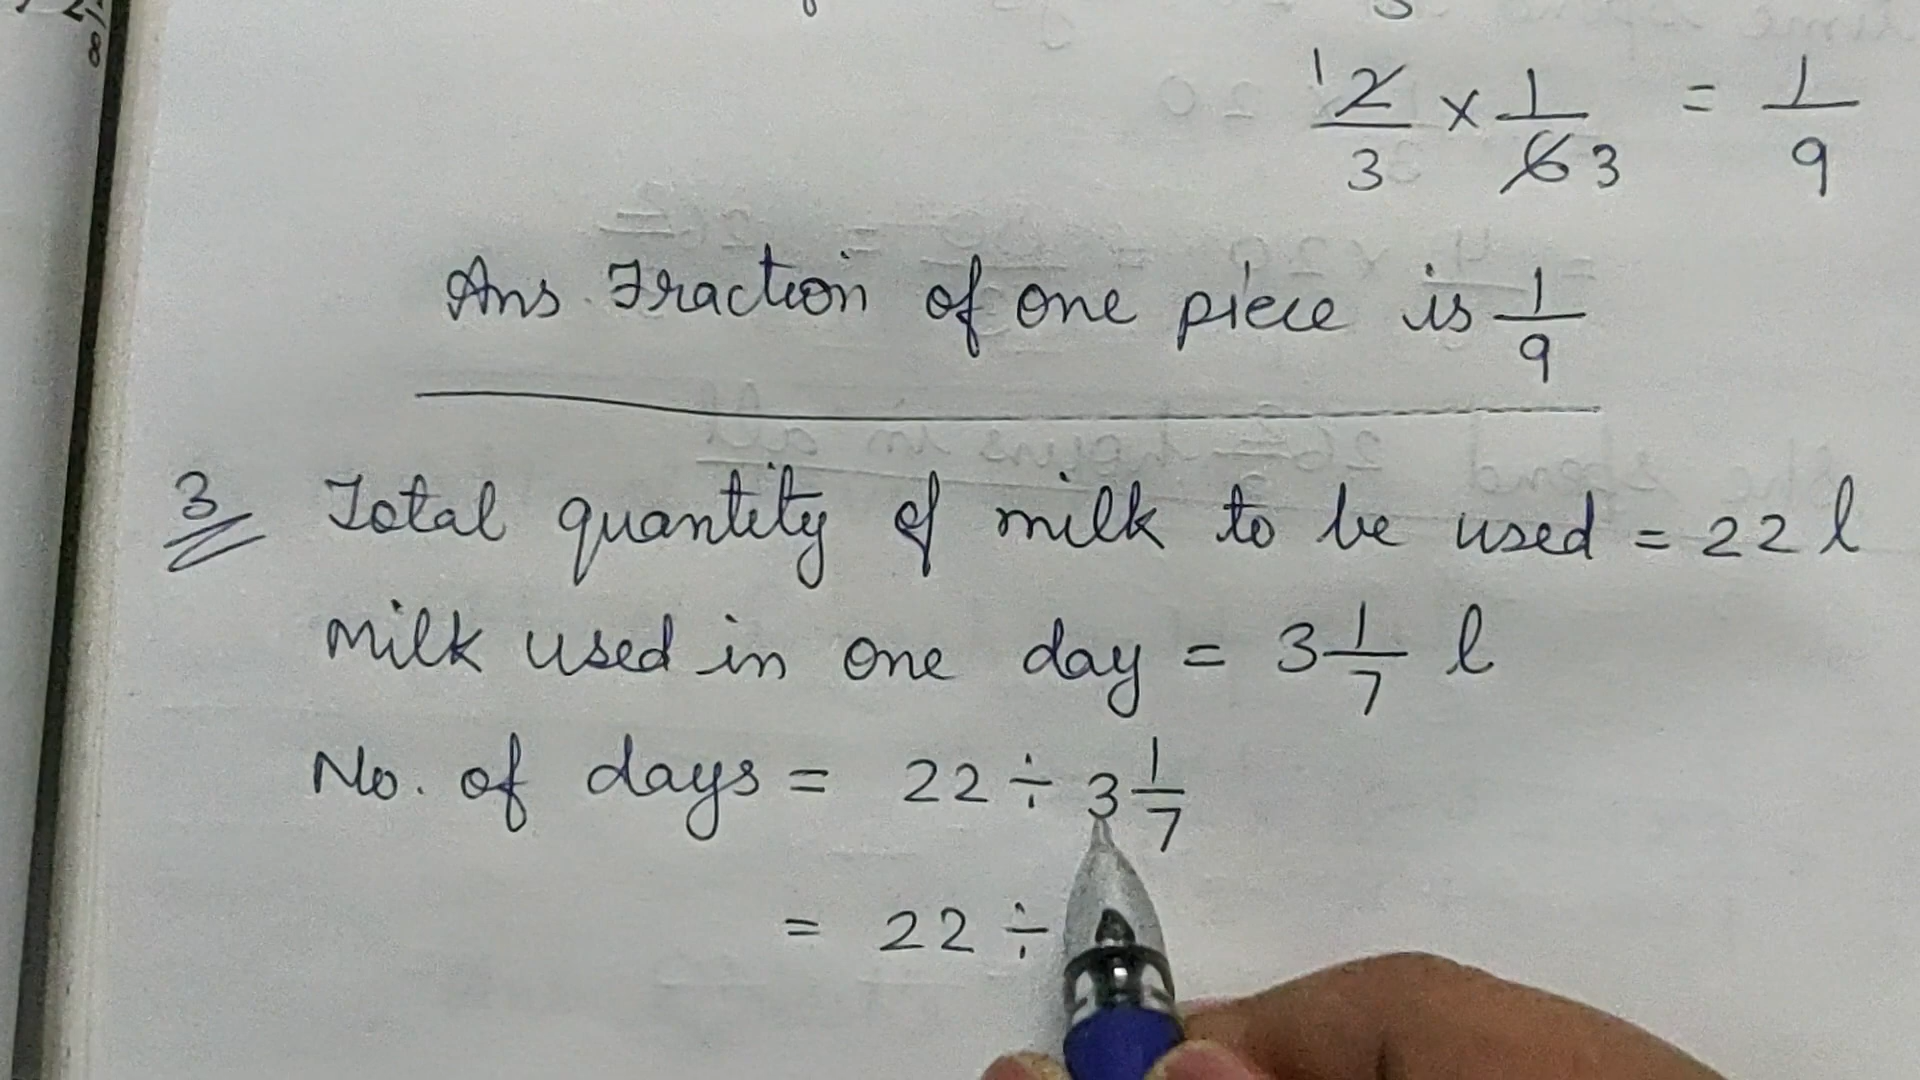 2/3 × 1/6 3 = 1/9
Ans. Fraction of one piece is 1/9
3 Total quantity of milk to be used = 22 l
Milk used in one day = 3 1/7 l
No. of days = 22 ÷ 3 1/7
= 22 ÷